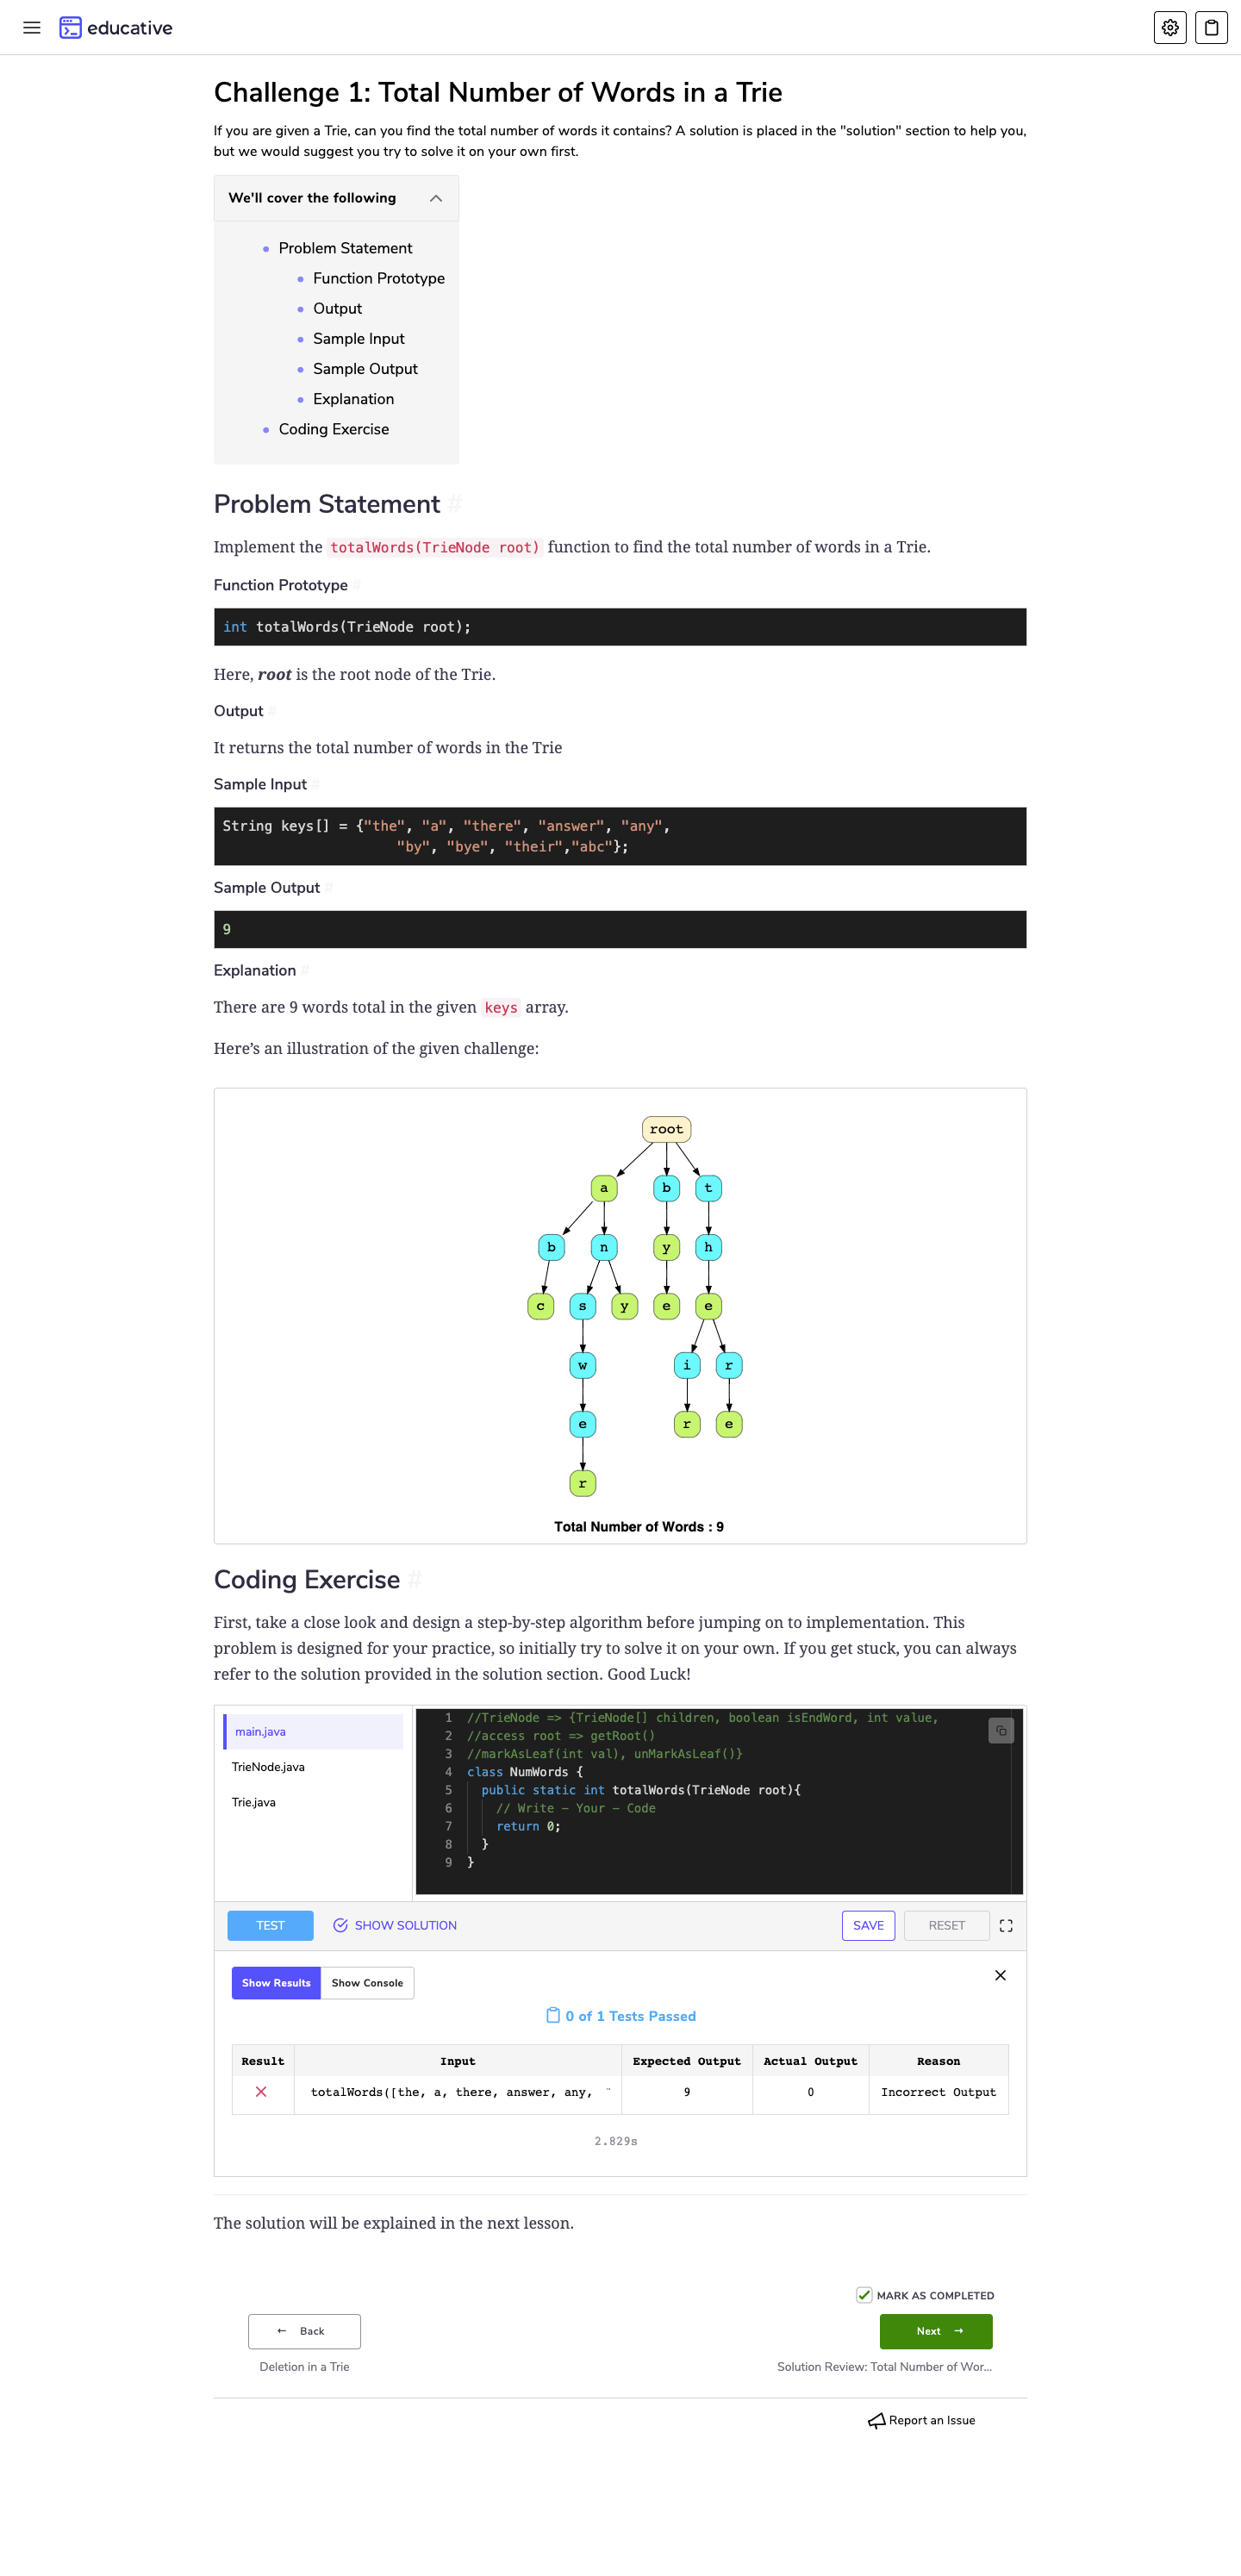 educative
Challenge 1: Total Number of Words in a Trie
If you are given a Trie, can you find the total number of words it contains? A solution is placed in the "solution" section to help you,
but we would suggest you try to solve it on your own first.
We'll cover the following
Problem Statement
Function Prototype
Output
Sample Input
Sample Output
Explanation
Coding Exercise
Problem Statement #
Implement the totalWords(TrieNode root) function to find the total number of words in a Trie.
Function Prototype #
int totalWords(TrieNode root);
Here, root is the root node of the Trie.
Output #
It returns the total number of words in the Trie
Sample Input #
String keys[] = {"the", "a", "there", "answer", "any",
"by", "bye", "their","abc"};
Sample Output #
9
Explanation #
There are 9 words total in the given keys array.
Here’s an illustration of the given challenge:
root
a b t
b n y h
c s y e e
w i r
e r e
r
Total Number of Words : 9
Coding Exercise #
First, take a close look and design a step-by-step algorithm before jumping on to implementation. This
problem is designed for your practice, so initially try to solve it on your own. If you get stuck, you can always
refer to the solution provided in the solution section. Good Luck!
main.java
TrieNode.java
Trie.java
1 //TrieNode => {TrieNode[] children, boolean isEndWord, int value,
2 //access root => getRoot()
3 //markAsLeaf(int val), unMarkAsLeaf()}
4 class NumWords {
5 public static int totalWords(TrieNode root){
6 // Write - Your - Code
7 return 0;
8 }
9 }
TEST SHOW SOLUTION SAVE RESET
Show Results Show Console
0 of 1 Tests Passed
Result Input Expected Output Actual Output Reason
totalWords([the, a, there, answer, any, 9 0 Incorrect Output
2.829s
The solution will be explained in the next lesson.
MARK AS COMPLETED
← Back Next →
Deletion in a Trie Solution Review: Total Number of Wor...
Report an Issue